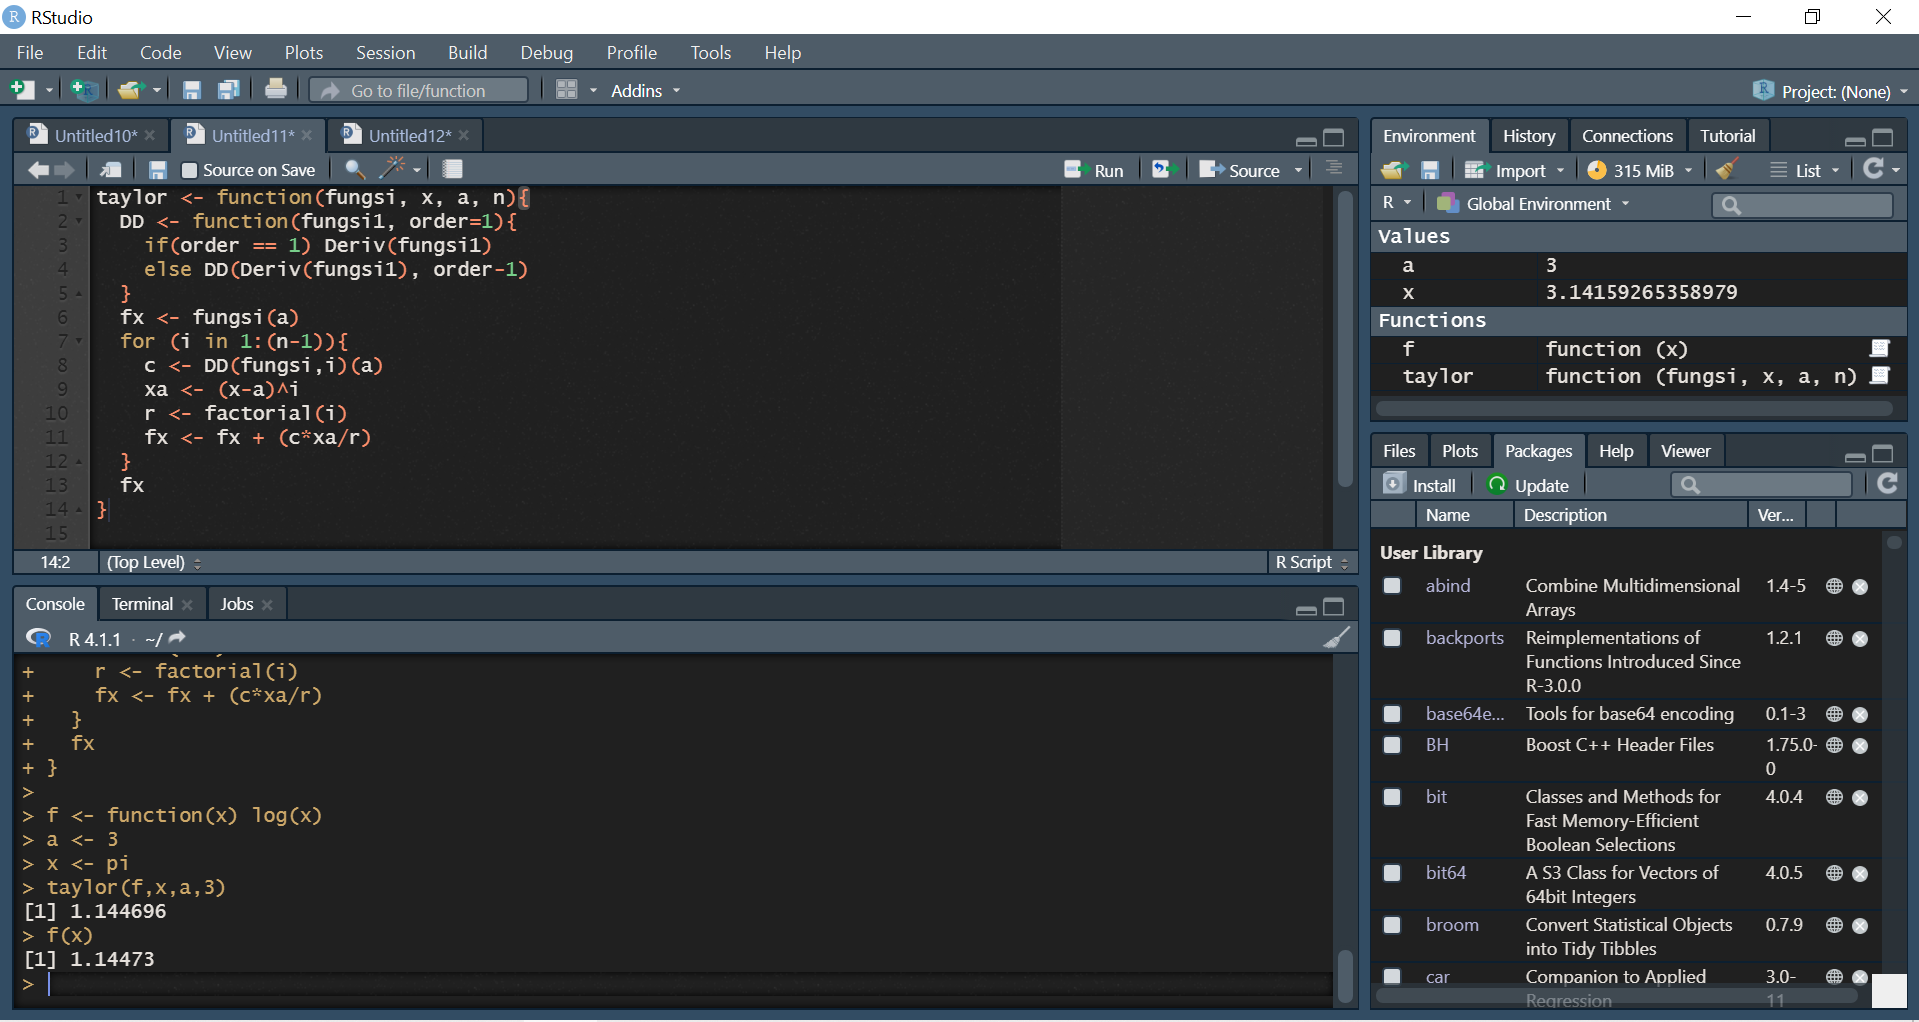 RStudio
File Edit Code View Plots Session Build Debug Profile Tools Help
Go to file/function Addins Project: (None)
Untitled10* Untitled11* Untitled12*
Source on Save Run Source
1 taylor <- function(fungsi, x, a, n){
2 DD <- function(fungsi1, order=1){
3 if(order == 1) Deriv(fungsi1)
4 else DD(Deriv(fungsi1), order-1)
5 }
6 fx <- fungsi(a)
7 for (i in 1:(n-1)){
8 c <- DD(fungsi,i)(a)
9 xa <- (x-a)^i
10 r <- factorial(i)
11 fx <- fx + (c*xa/r)
12 }
13 fx
14 }
15
14:2 (Top Level) R Script
Console Terminal Jobs
R 4.1.1 · ~/
+ r <- factorial(i)
+ fx <- fx + (c*xa/r)
+ }
+ fx
+ }
>
> f <- function(x) log(x)
> a <- 3
> x <- pi
> taylor(f,x,a,3)
[1] 1.144696
> f(x)
[1] 1.14473
>
Environment History Connections Tutorial
Import 315 MiB List
R Global Environment
Values
a 3
x 3.14159265358979
Functions
f function (x)
taylor function (fungsi, x, a, n)
Files Plots Packages Help Viewer
Install Update
Name Description Ver...
User Library
abind Combine Multidimensional 1.4-5
Arrays
backports Reimplementations of 1.2.1
Functions Introduced Since
R-3.0.0
base64e... Tools for base64 encoding 0.1-3
BH Boost C++ Header Files 1.75.0-
0
bit Classes and Methods for 4.0.4
Fast Memory-Efficient
Boolean Selections
bit64 A S3 Class for Vectors of 4.0.5
64bit Integers
broom Convert Statistical Objects 0.7.9
into Tidy Tibbles
car Companion to Applied 3.0-
Regression 11